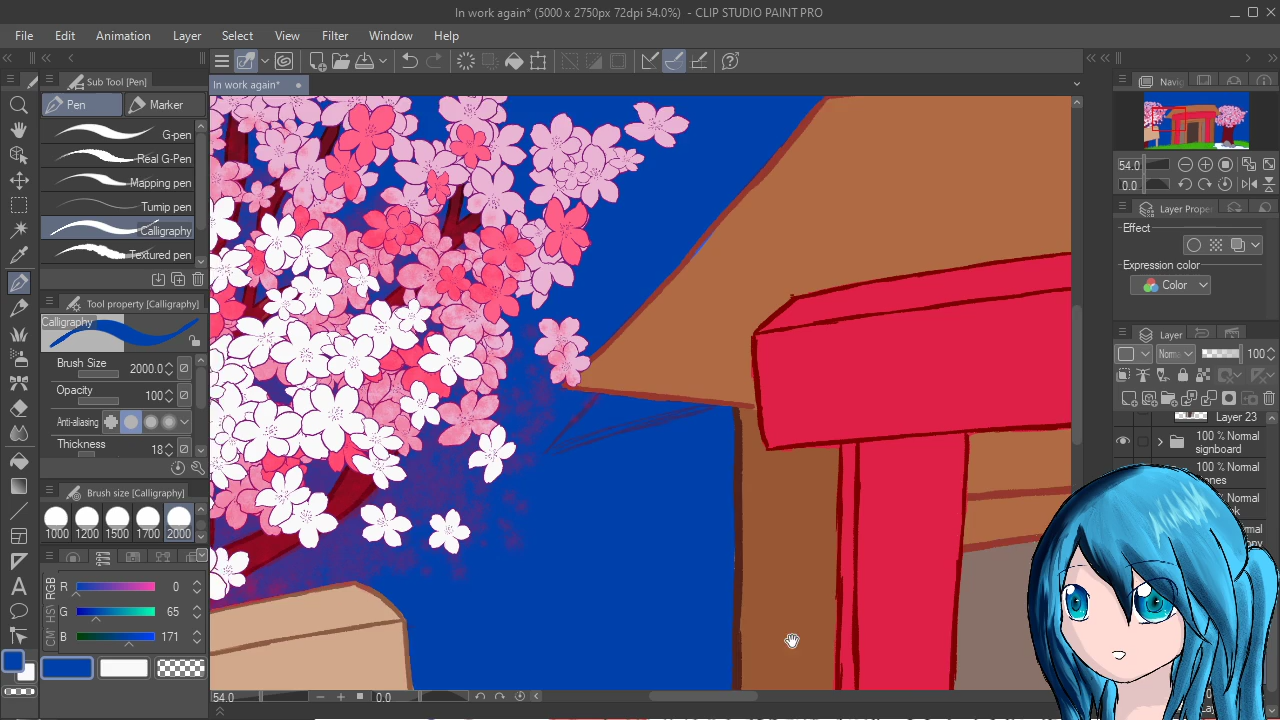 In work again* (5000 x 2750px 72dpi 54.0%)  - CLIP STUDIO PAINT PRO
File Edit Animation Layer Select View Filter Window Help
Sub Tool [Pen]
In work again*
Navig
Pen Marker
G-pen
Real G-Pen
Mapping pen
Turnip pen
Calligraphy
Textured pen
Tool property [Calligraphy]
Calligraphy
Brush Size 2000.0
Opacity 100
Anti-aliasing
Thickness 18
Brush size [Calligraphy]
1000 1200 1500 1700 2000
RGB
R 0
G 65
B 171
54.0 0.0
54.0
0.0
Layer Prope
Effect
Expression color
Color
Layer
Norma 100
Layer 23
100 % Normal
signboard
100 % Normal